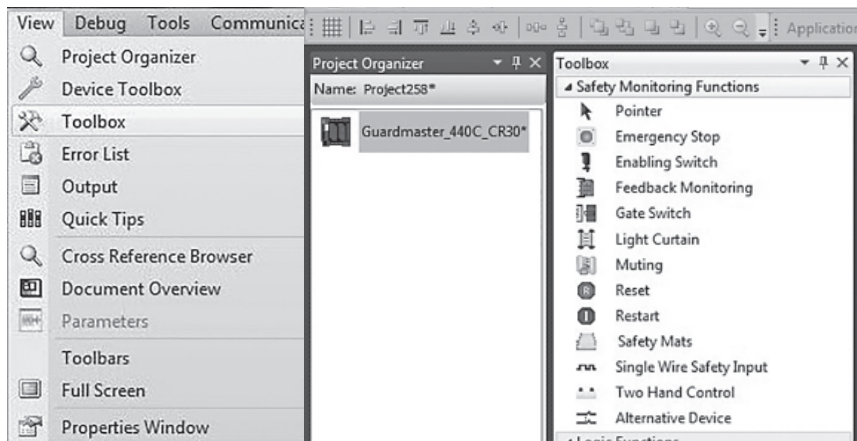 View Debug Tools Communica
Project Organizer
Device Toolbox
Toolbox
Error List
Output
Quick Tips
Cross Reference Browser
Document Overview
Parameters
Toolbars
Full Screen
Properties Window
Application
Project Organizer
Name: Project258*
Guardmaster_440C_CR30*
Toolbox
Safety Monitoring Functions
Pointer
Emergency Stop
Enabling Switch
Feedback Monitoring
Gate Switch
Light Curtain
Muting
Reset
Restart
Safety Mats
Single Wire Safety Input
Two Hand Control
Alternative Device
Logic Functions